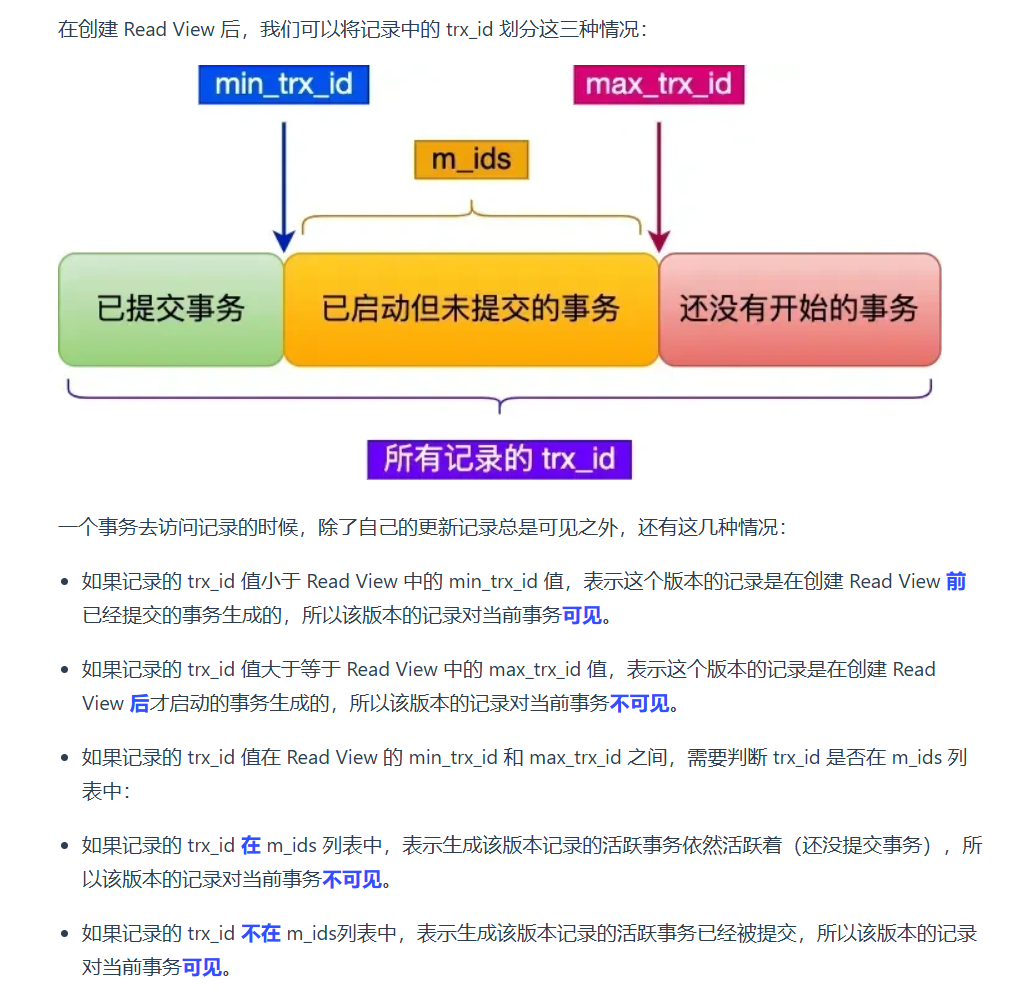 在创建 Read View 后，我们可以将记录中的 trx_id 划分这三种情况：
min_trx_id
max_trx_id
m_ids
已提交事务
已启动但未提交的事务
还没有开始的事务
所有记录的 trx_id
一个事务去访问记录的时候，除了自己的更新记录总是可见之外，还有这几种情况：
• 如果记录的 trx_id 值小于 Read View 中的 min_trx_id 值，表示这个版本的记录是在创建 Read View 前
已经提交的事务生成的，所以该版本的记录对当前事务可见。
• 如果记录的 trx_id 值大于等于 Read View 中的 max_trx_id 值，表示这个版本的记录是在创建 Read
View 后才启动的事务生成的，所以该版本的记录对当前事务不可见。
• 如果记录的 trx_id 值在 Read View 的 min_trx_id 和 max_trx_id 之间，需要判断 trx_id 是否在 m_ids 列
表中：
• 如果记录的 trx_id 在 m_ids 列表中，表示生成该版本记录的活跃事务依然活跃着（还没提交事务），所
以该版本的记录对当前事务不可见。
• 如果记录的 trx_id 不在 m_ids列表中，表示生成该版本记录的活跃事务已经被提交，所以该版本的记录
对当前事务可见。